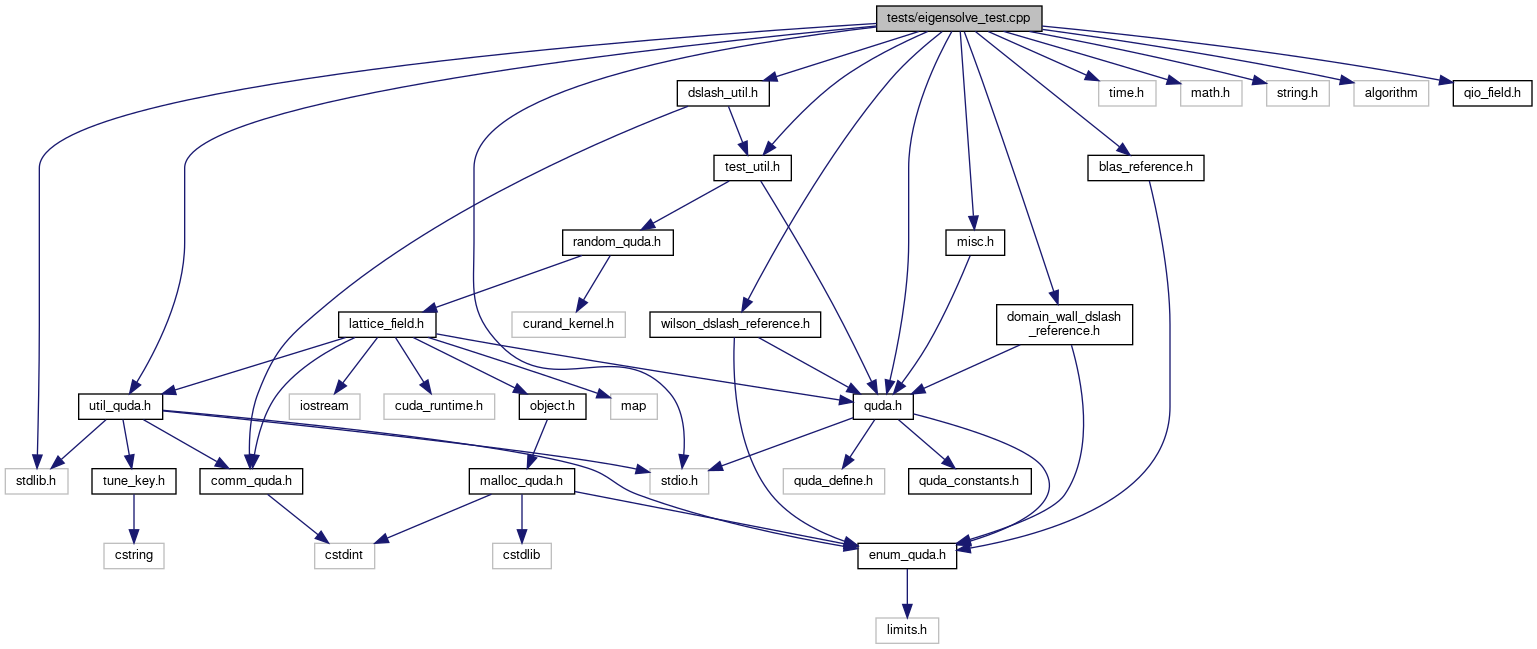 tests/eigensolve_test.cpp
dslash_util.h
time.h
math.h
string.h
algorithm
qio_field.h
test_util.h
blas_reference.h
random_quda.h
misc.h
lattice_field.h
curand_kernel.h
wilson_dslash_reference.h
domain_wall_dslash
_reference.h
util_quda.h
iostream
cuda_runtime.h
object.h
map
quda.h
stdlib.h
tune_key.h
comm_quda.h
malloc_quda.h
stdio.h
quda_define.h
quda_constants.h
cstring
cstdint
cstdlib
enum_quda.h
limits.h